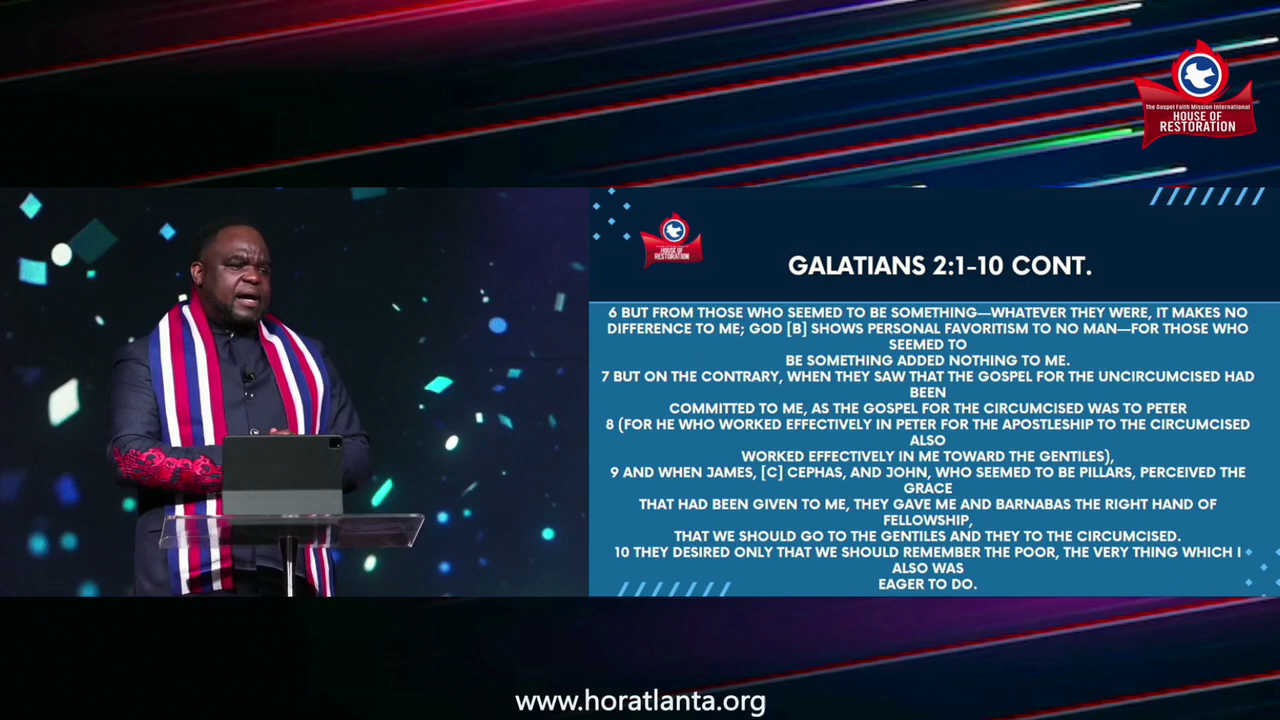 The Gospel Faith Mission International
HOUSE OF
RESTORATION
HOUSE OF
RESTORATION
GALATIANS 2:1-10 CONT.
6 BUT FROM THOSE WHO SEEMED TO BE SOMETHING—WHATEVER THEY WERE, IT MAKES NO
DIFFERENCE TO ME; GOD [B] SHOWS PERSONAL FAVORITISM TO NO MAN—FOR THOSE WHO
SEEMED TO
BE SOMETHING ADDED NOTHING TO ME.
7 BUT ON THE CONTRARY, WHEN THEY SAW THAT THE GOSPEL FOR THE UNCIRCUMCISED HAD
BEEN
COMMITTED TO ME, AS THE GOSPEL FOR THE CIRCUMCISED WAS TO PETER
8 (FOR HE WHO WORKED EFFECTIVELY IN PETER FOR THE APOSTLESHIP TO THE CIRCUMCISED
ALSO
WORKED EFFECTIVELY IN ME TOWARD THE GENTILES),
9 AND WHEN JAMES, [C] CEPHAS, AND JOHN, WHO SEEMED TO BE PILLARS, PERCEIVED THE
GRACE
THAT HAD BEEN GIVEN TO ME, THEY GAVE ME AND BARNABAS THE RIGHT HAND OF
FELLOWSHIP,
THAT WE SHOULD GO TO THE GENTILES AND THEY TO THE CIRCUMCISED.
10 THEY DESIRED ONLY THAT WE SHOULD REMEMBER THE POOR, THE VERY THING WHICH I
ALSO WAS
EAGER TO DO.
www.horatlanta.org